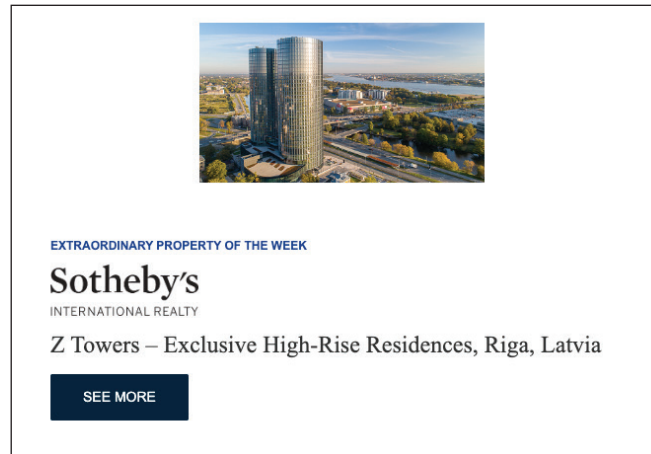 EXTRAORDINARY PROPERTY OF THE WEEK
Sotheby's
INTERNATIONAL REALTY
Z Towers – Exclusive High-Rise Residences, Riga, Latvia
SEE MORE